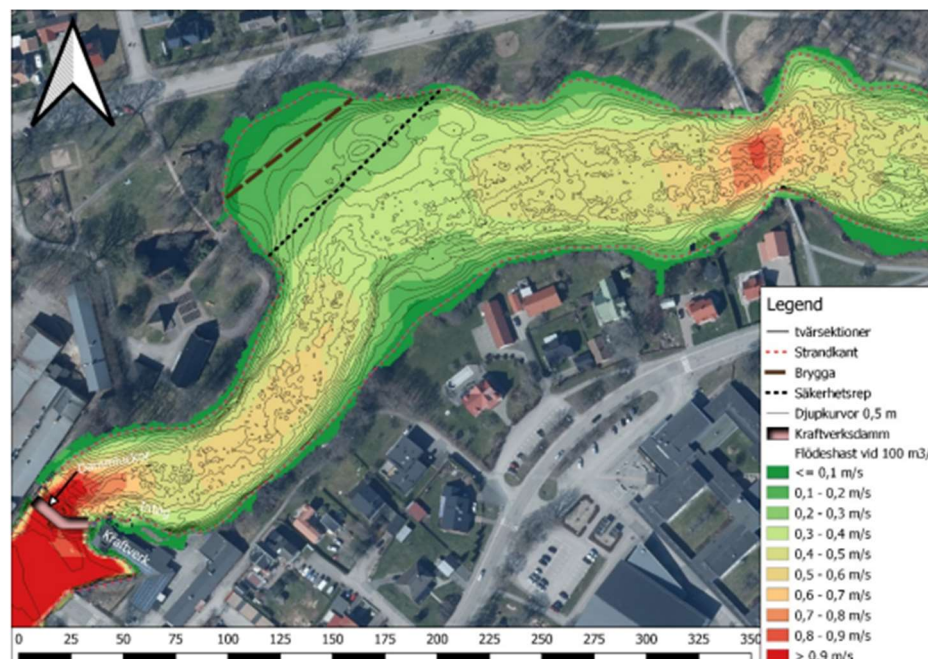 Kraftverk
Legend
tvärsektioner
Strandkant
Brygga
Säkerhetsrep
Djupkurvor 0,5 m
Kraftverksdamm
Flödeshast vid 100 m3/
<= 0,1 m/s
0,1 - 0,2 m/s
0,2 - 0,3 m/s
0,3 - 0,4 m/s
0,4 - 0,5 m/s
0,5 - 0,6 m/s
0,6 - 0,7 m/s
0,7 - 0,8 m/s
0,8 - 0,9 m/s
> 0,9 m/s
0 25 50 75 100 125 150 175 200 225 250 275 300 325 350